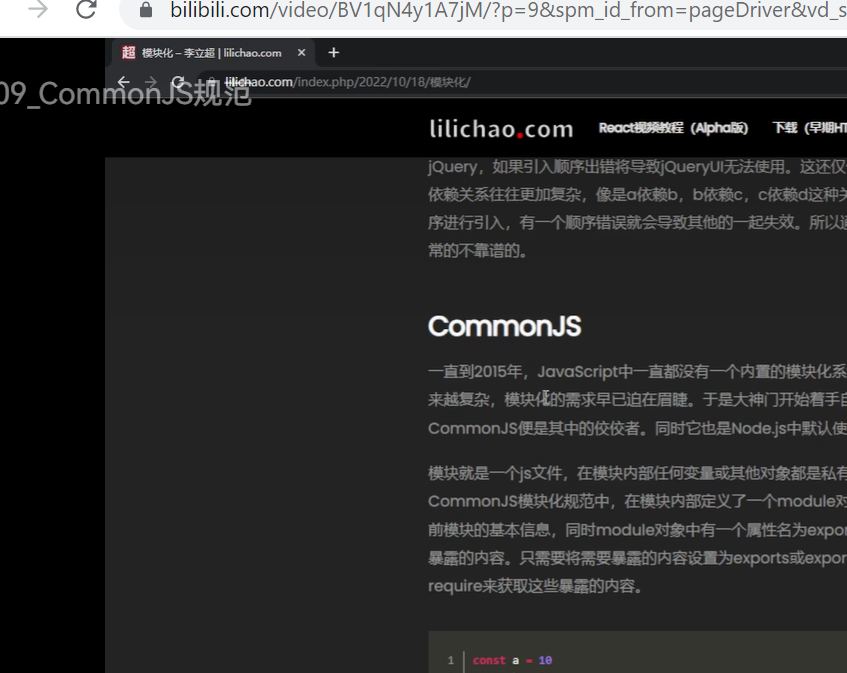 bilibili.com/video/BV1qN4y1A7jM/?p=9&spm_id_from=pageDriver&vd_s
超 模块化 – 李立超 | lilichao.com
lilichao.com/index.php/2022/10/18/模块化/
09_CommonJS规范
lilichao.com React视频教程（Alpha版） 下载（早期HT
jQuery，如果引入顺序出错将导致jQueryUI无法使用。这还仅
依赖关系往往更加复杂，像是a依赖b，b依赖c，c依赖d这种关
序进行引入，有一个顺序错误就会导致其他的一起失效。所以通
常的不靠谱的。
CommonJS
一直到2015年，JavaScript中一直都没有一个内置的模块化系
来越复杂，模块化的需求早已迫在眉睫。于是大神门开始着手自
CommonJS便是其中的佼佼者。同时它也是Node.js中默认使
模块就是一个js文件，在模块内部任何变量或其他对象都是私有
CommonJS模块化规范中，在模块内部定义了一个module对
前模块的基本信息，同时module对象中有一个属性名为expor
暴露的内容。只需要将需要暴露的内容设置为exports或expor
require来获取这些暴露的内容。
1 const a = 10